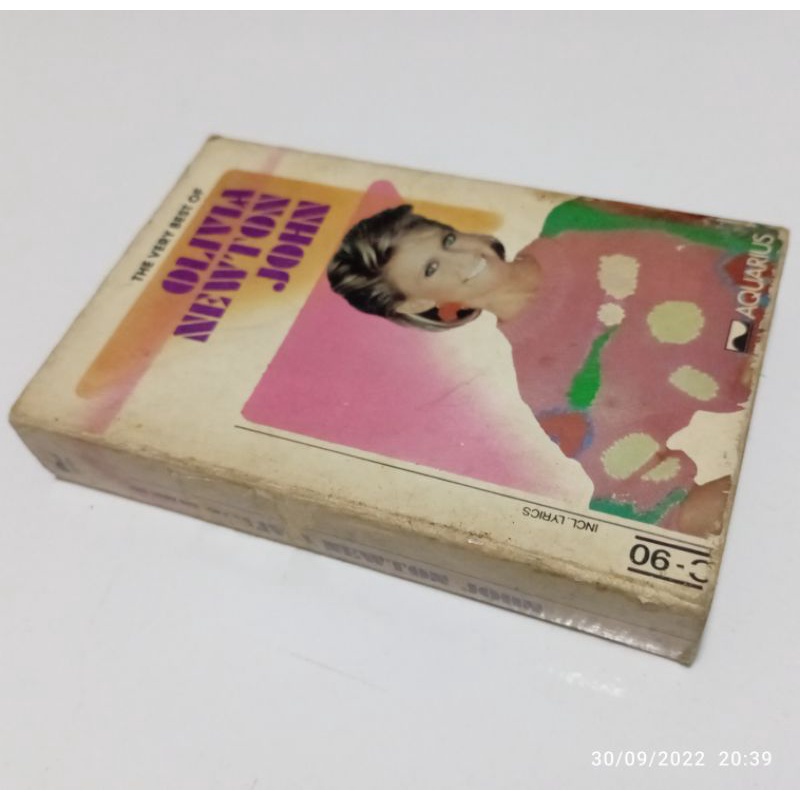 THE VERY BEST OF
OLIVIA
NEWTON
JOHN
AQUARIUS
INCL. LYRICS
C-90
NEWTON JOHN
30/09/2022 20:39